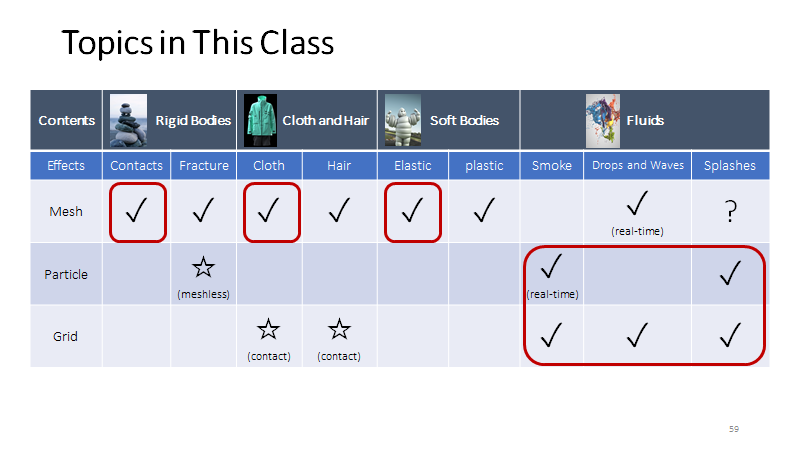 Topics in This Class
Contents Rigid Bodies Cloth and Hair Soft Bodies Fluids
Effects Contacts Fracture Cloth Hair Elastic plastic Smoke Drops and Waves Splashes
Mesh ✓ ✓ ✓ ✓ ✓ ✓ ✓ ?
(real-time)
Particle ☆ ✓ ✓
(meshless) (real-time)
Grid ☆ ☆ ✓ ✓ ✓
(contact) (contact)
59